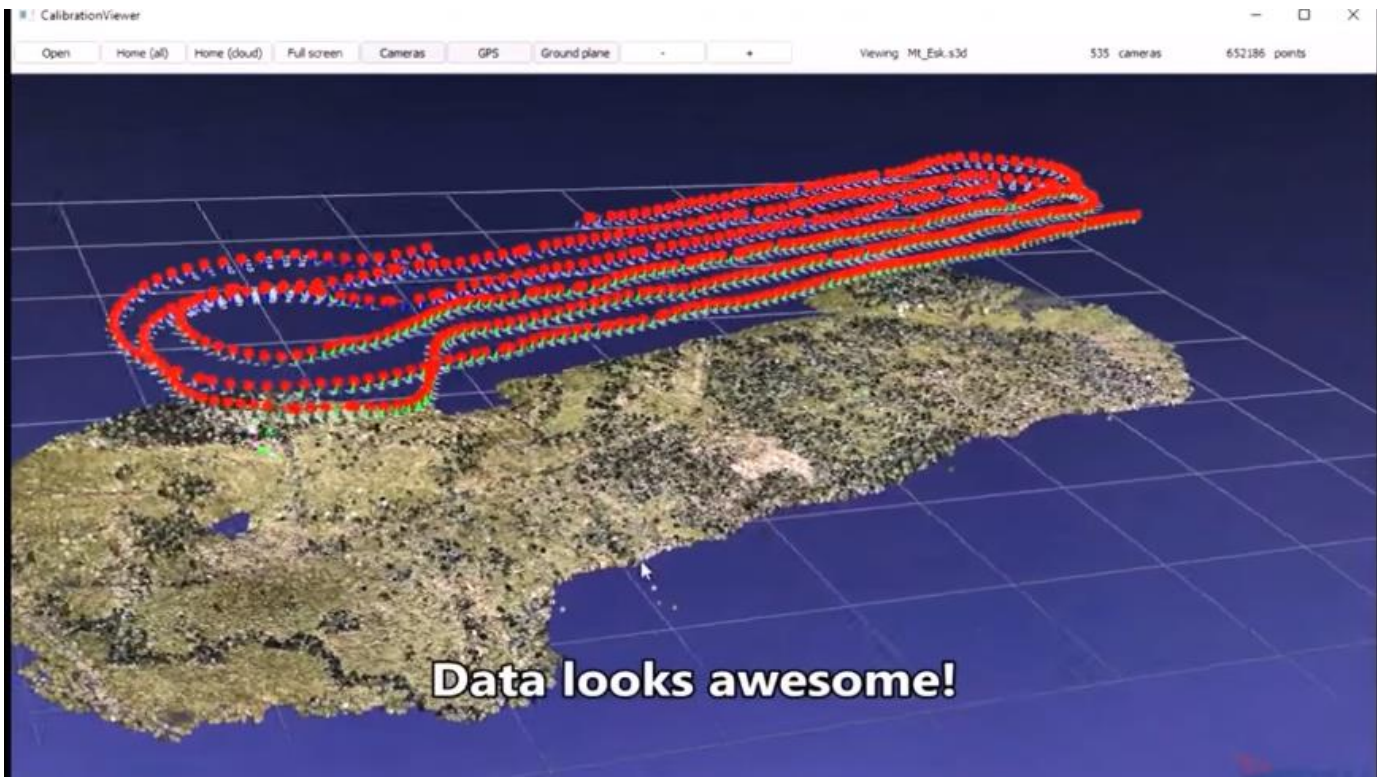 CalibrationViewer
Open Home (all) Home (cloud) Full screen Cameras GPS Ground plane - + Viewing Mt_Esk.s3d 535 cameras 652186 points
Data looks awesome!